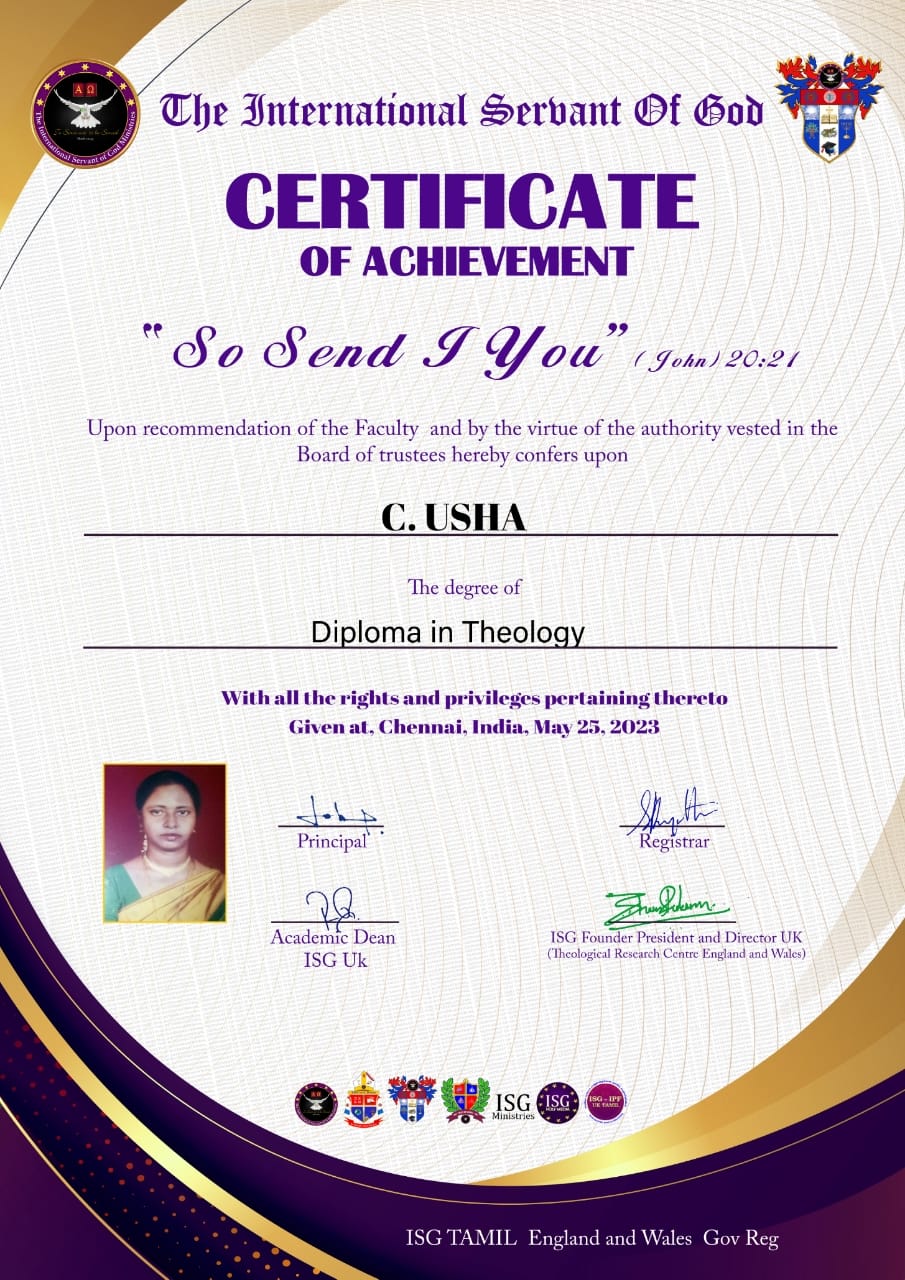 The International Servant Of God
CERTIFICATE
OF ACHIEVEMENT
“So Send I You” (John) 20:21
Upon recommendation of the Faculty and by the virtue of the authority vested in the
Board of trustees hereby confers upon
C. USHA
The degree of
Diploma in Theology
With all the rights and privileges pertaining thereto
Given at, Chennai, India, May 25, 2023
Principal
Registrar
Academic Dean
ISG Uk
ISG Founder President and Director UK
(Theological Research Centre England and Wales)
A Ω
The International Servant of God Ministries
ISG
Ministries
ISG
ISG - IPF
UK TAMIL
ISG TAMIL England and Wales Gov Reg